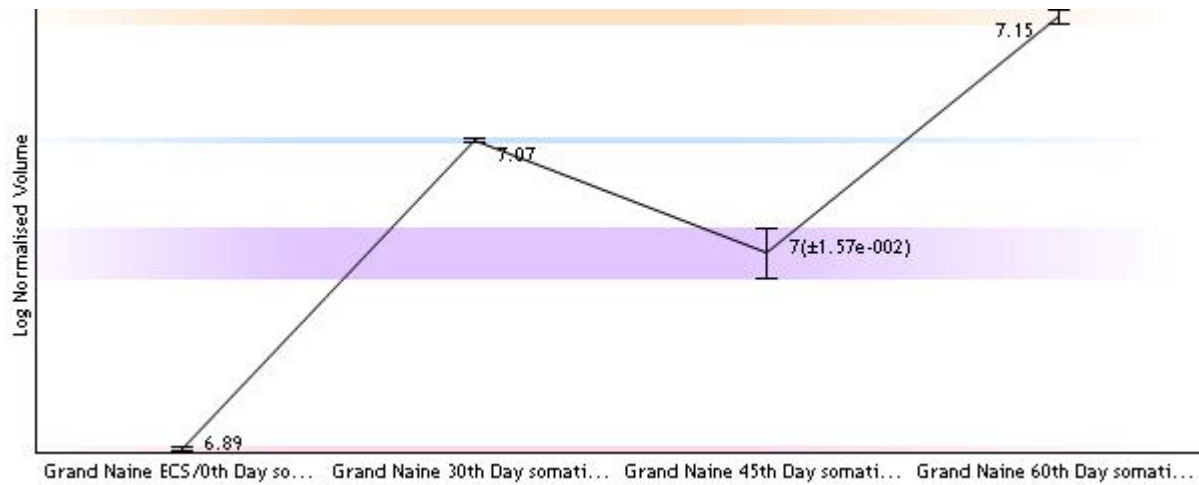 7.15
7.07
7(±1.57e-002)
6.89
Log Normalised Volume
Grand Naine ECS/0th Day so... Grand Naine 30th Day somati... Grand Naine 45th Day somati... Grand Naine 60th Day somati...